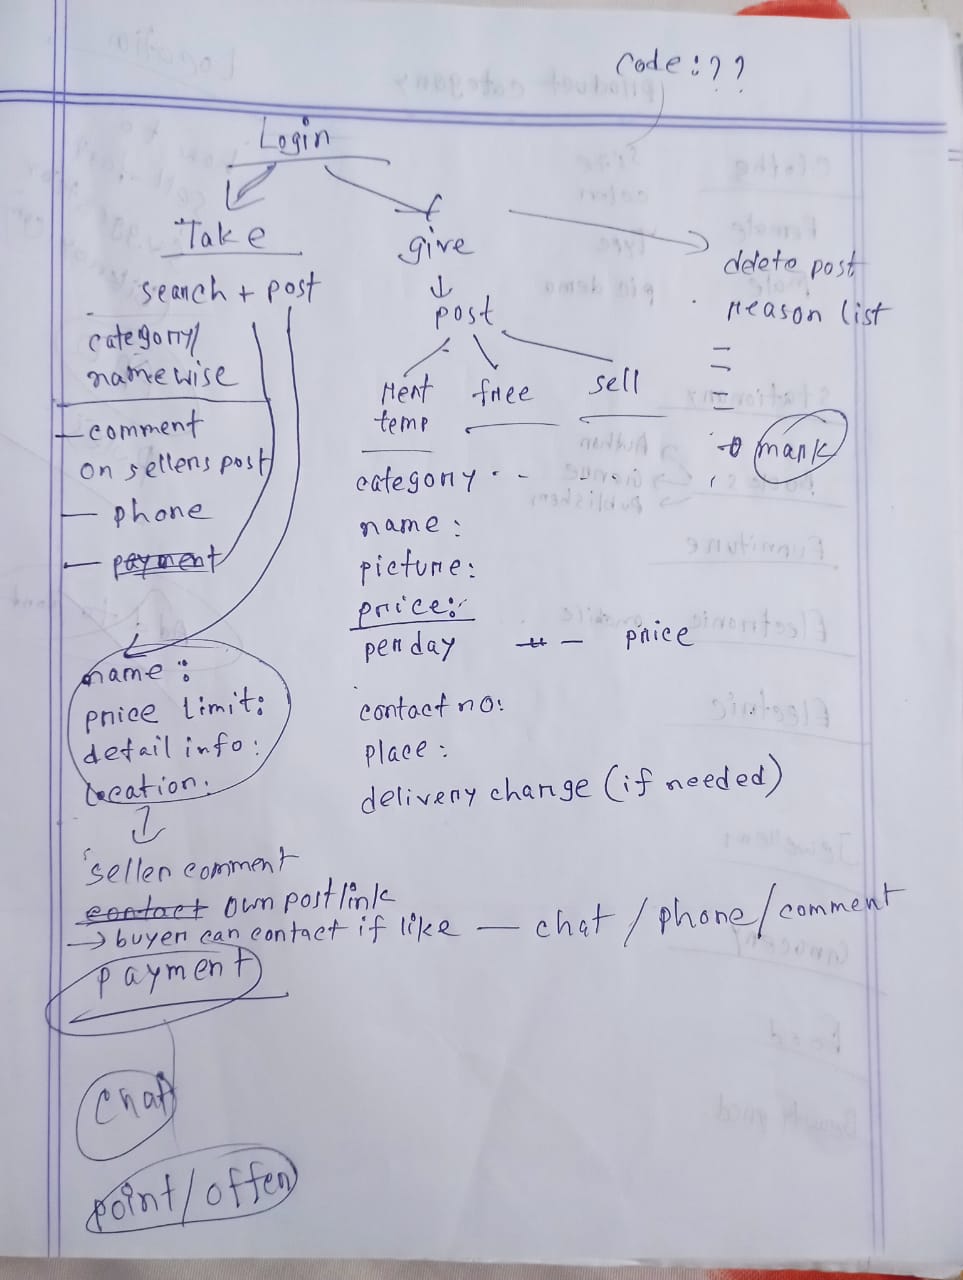 code : ??
Login
Take
give
delete post
search + post
post
reason list
category/
namewise
rent
temp
free
sell
- comment
on sellers post
- phone
- payment
mark
category - -
name :
picture :
price :
per day
- price
contact no :
place :
delivery charge (if needed)
name :
price limit :
detail info :
location.
seller comment
contact own post link
→ buyer can contact if like — chat / phone / comment
payment
chat
point / offer